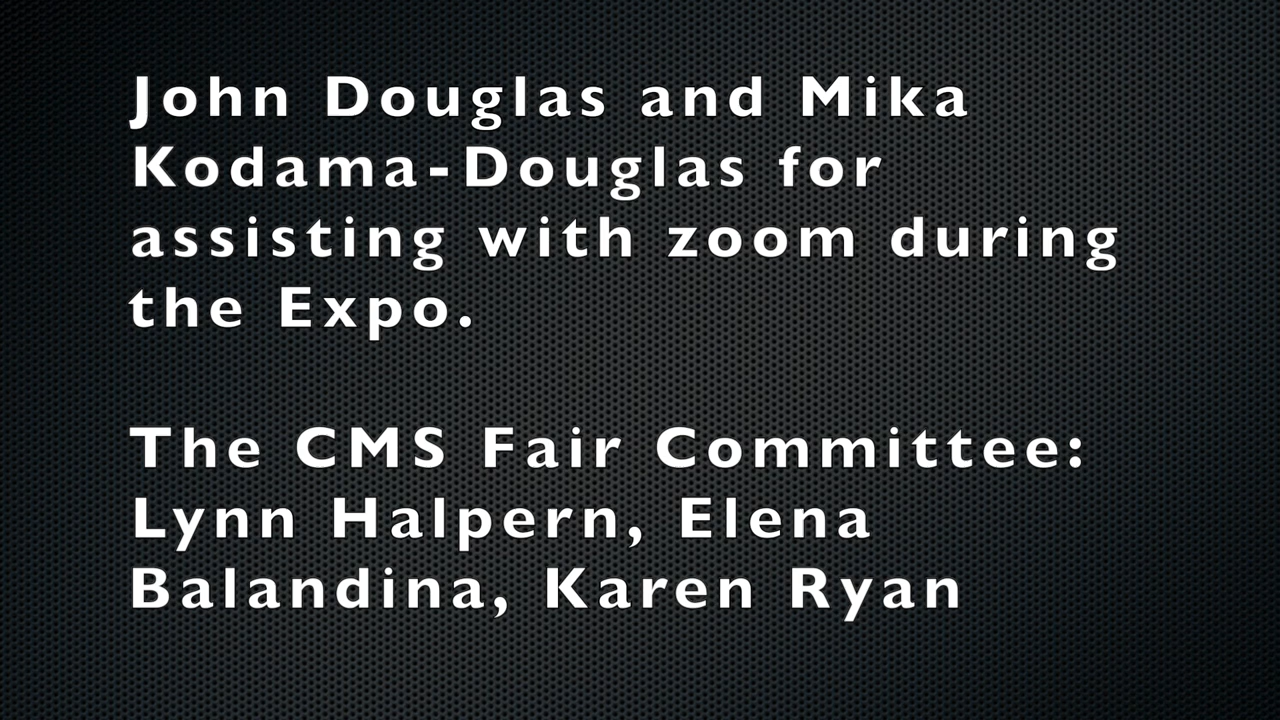 John Douglas and Mika
Kodama-Douglas for
assisting with zoom during
the Expo.
The CMS Fair Committee:
Lynn Halpern, Elena
Balandina, Karen Ryan